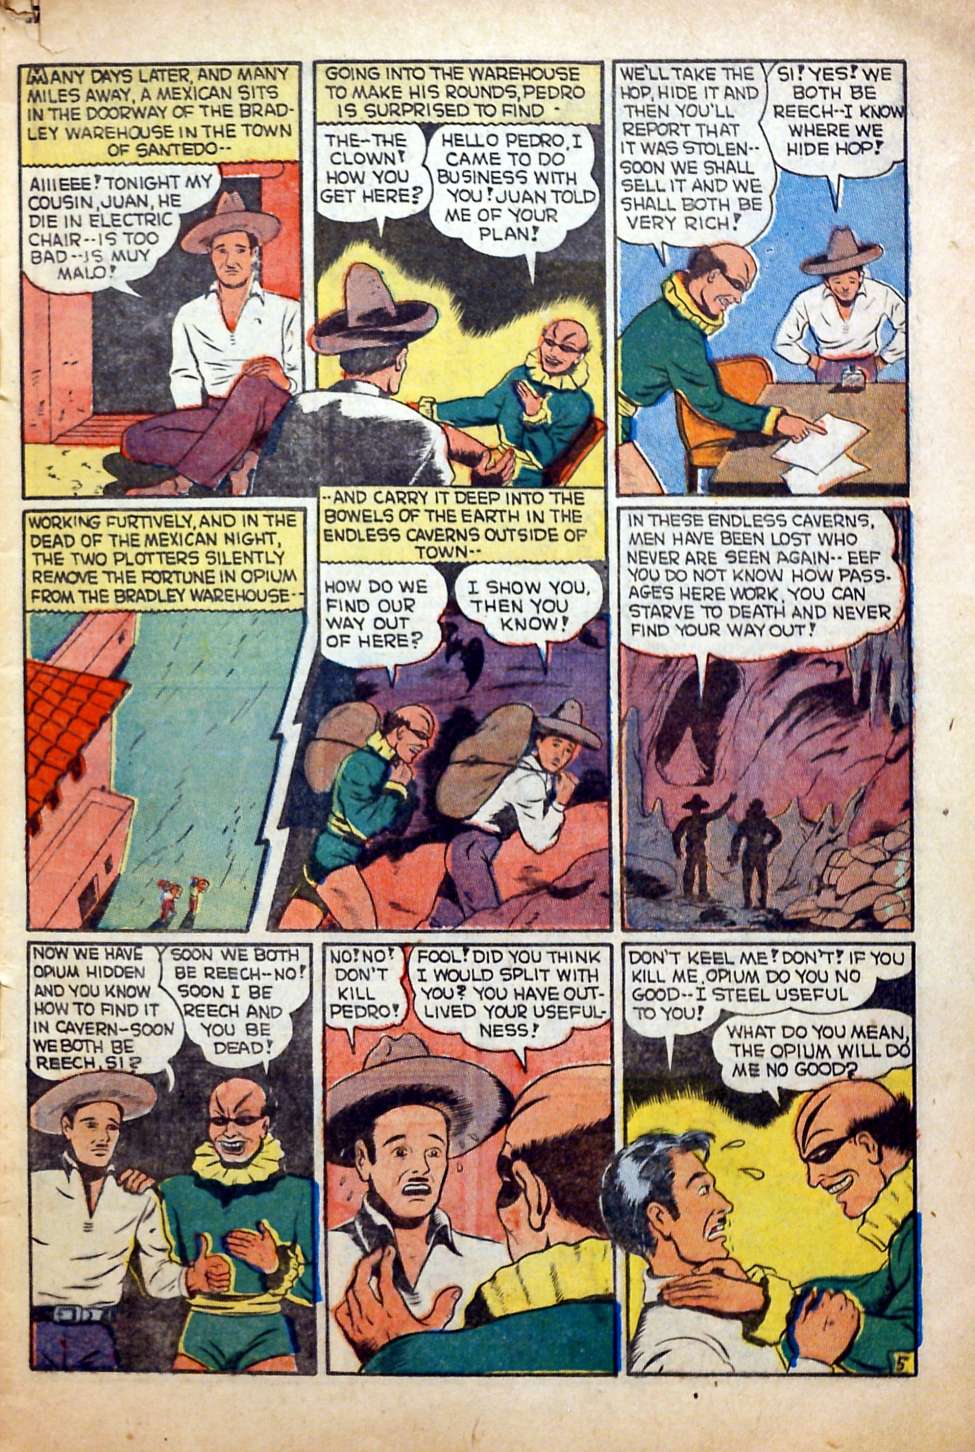 MANY DAYS LATER, AND MANY
MILES AWAY, A MEXICAN SITS
IN THE DOORWAY OF THE BRAD-
LEY WAREHOUSE IN THE TOWN
OF SANTEDO--
AIIIEEE! TONIGHT MY
COUSIN, JUAN, HE
DIE IN ELECTRIC
CHAIR--IS TOO
BAD--IS MUY
MALO!
GOING INTO THE WAREHOUSE
TO MAKE HIS ROUNDS, PEDRO
IS SURPRISED TO FIND -
THE-THE
CLOWN!
HOW YOU
GET HERE?
HELLO PEDRO, I
CAME TO DO
BUSINESS WITH
YOU! JUAN TOLD
ME OF YOUR
PLAN!
WE'LL TAKE THE
HOP, HIDE IT AND
THEN YOU'LL
REPORT THAT
IT WAS STOLEN--
SOON WE SHALL
SELL IT AND WE
SHALL BOTH BE
VERY RICH!
SI! YES! WE
BOTH BE
REECH--I KNOW
WHERE WE
HIDE HOP!
WORKING FURTIVELY, AND IN THE
DEAD OF THE MEXICAN NIGHT,
THE TWO PLOTTERS SILENTLY
REMOVE THE FORTUNE IN OPIUM
FROM THE BRADLEY WAREHOUSE--
--AND CARRY IT DEEP INTO THE
BOWELS OF THE EARTH IN THE
ENDLESS CAVERNS OUTSIDE OF
TOWN--
HOW DO WE
FIND OUR
WAY OUT
OF HERE?
I SHOW YOU,
THEN YOU
KNOW!
IN THESE ENDLESS CAVERNS,
MEN HAVE BEEN LOST WHO
NEVER ARE SEEN AGAIN-- EEF
YOU DO NOT KNOW HOW PASS-
AGES HERE WORK, YOU CAN
STARVE TO DEATH AND NEVER
FIND YOUR WAY OUT!
NOW WE HAVE
OPIUM HIDDEN
AND YOU KNOW
HOW TO FIND IT
IN CAVERN-SOON
WE BOTH BE
REECH, SI?
SOON WE BOTH
BE REECH--NO!
SOON I BE
REECH AND
YOU BE
DEAD!
NO! NO!
DON'T
KILL
PEDRO!
FOOL! DID YOU THINK
I WOULD SPLIT WITH
YOU? YOU HAVE OUT-
LIVED YOUR USEFUL-
NESS!
DON'T KEEL ME! DON'T! IF YOU
KILL ME, OPIUM DO YOU NO
GOOD--I STEEL USEFUL
TO YOU!
WHAT DO YOU MEAN,
THE OPIUM WILL DO
ME NO GOOD?
5